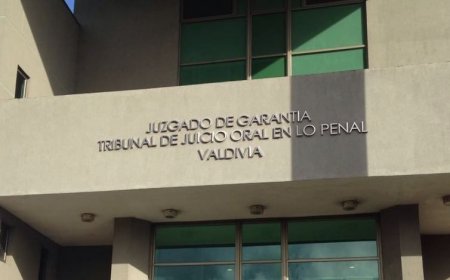 JUZGADO DE GARANTIA
TRIBUNAL DE JUICIO ORAL EN LO PENAL
VALDIVIA